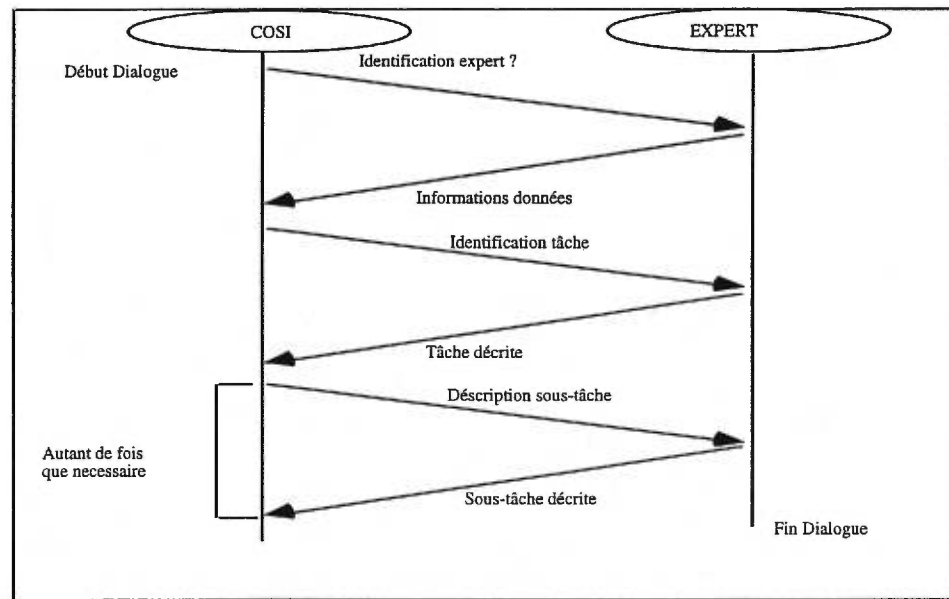 COSI
EXPERT
Identification expert ?
Début Dialogue
Informations données
Identification tâche
Tâche décrite
Déscription sous-tâche
Autant de fois
que necessaire
Sous-tâche décrite
Fin Dialogue